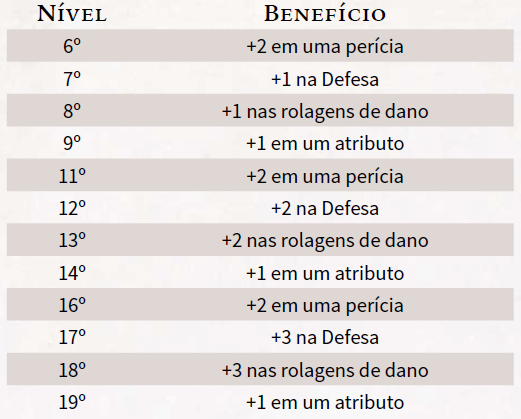 Nível Benefício
6º +2 em uma perícia
7º +1 na Defesa
8º +1 nas rolagens de dano
9º +1 em um atributo
11º +2 em uma perícia
12º +2 na Defesa
13º +2 nas rolagens de dano
14º +1 em um atributo
16º +2 em uma perícia
17º +3 na Defesa
18º +3 nas rolagens de dano
19º +1 em um atributo